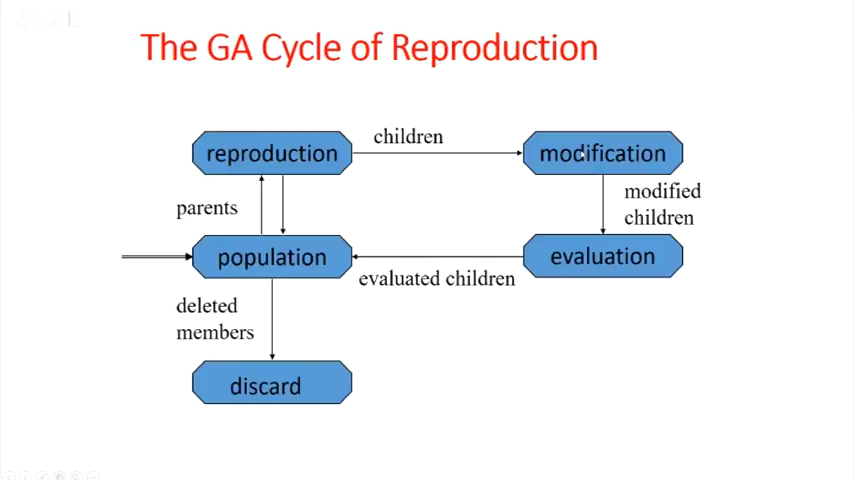 The GA Cycle of Reproduction
children
reproduction
modification
parents
modified
children
population
evaluation
evaluated children
deleted
members
discard